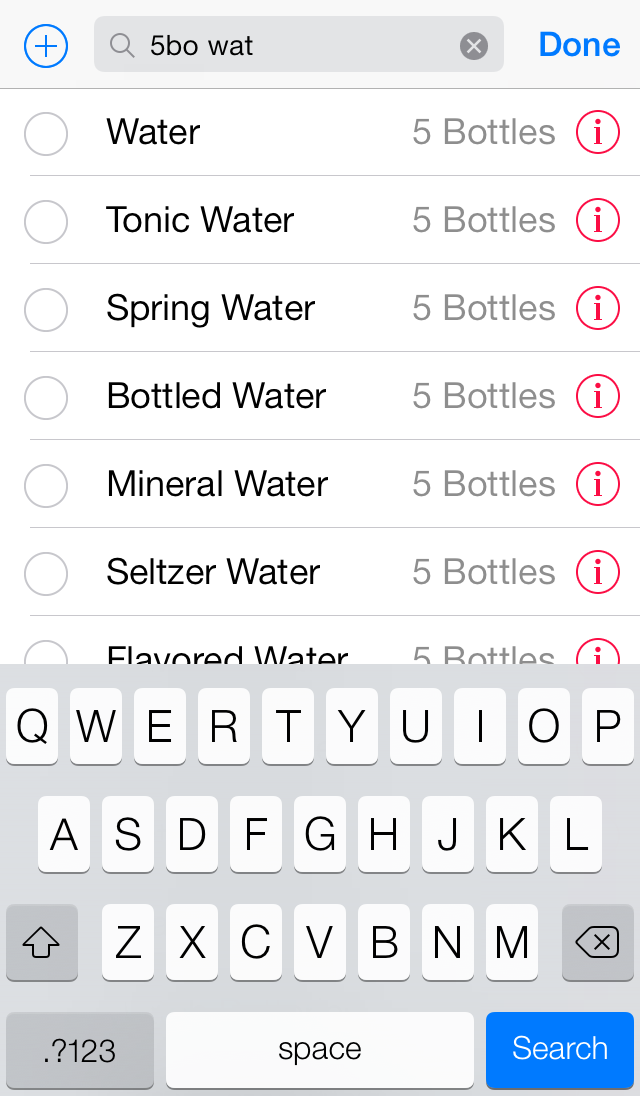 5bo wat Done
Water 5 Bottles i
Tonic Water 5 Bottles i
Spring Water 5 Bottles i
Bottled Water 5 Bottles i
Mineral Water 5 Bottles i
Seltzer Water 5 Bottles i
Flavored Water 5 Bottles i
Q W E R T Y U I O P
A S D F G H J K L
Z X C V B N M
.?123 space Search